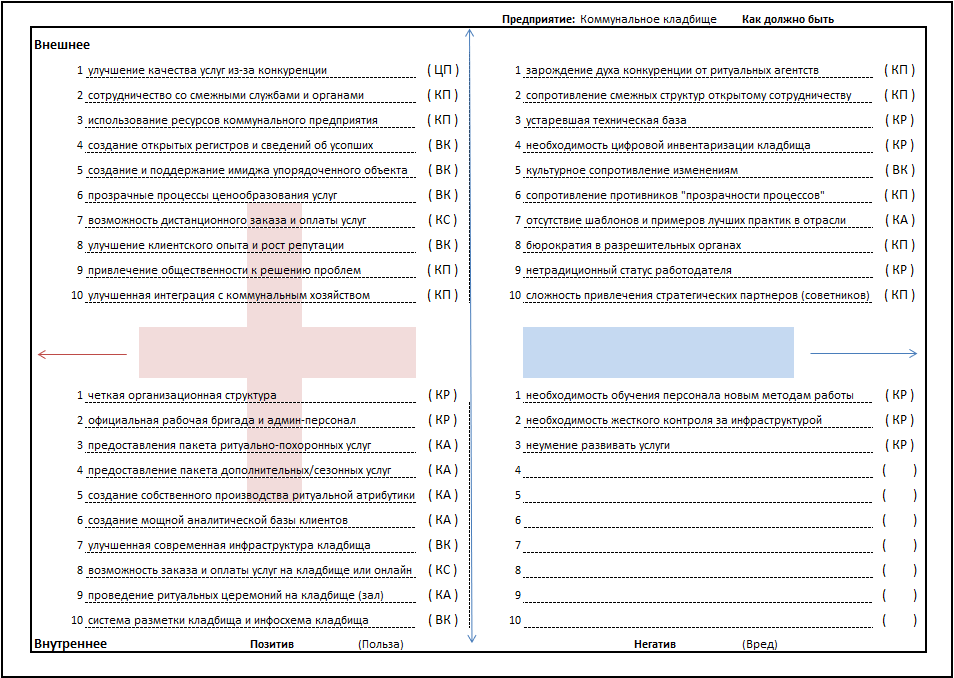 Предприятие: Коммунальное кладбище Как должно быть
Внешнее
1 улучшение качества услуг из-за конкуренции ( ЦП )
2 сотрудничество со смежными службами и органами ( КП )
3 использование ресурсов коммунального предприятия ( КП )
4 создание открытых регистров и сведений об усопших ( ВК )
5 создание и поддержание имиджа упорядоченного объекта ( ВК )
6 прозрачные процессы ценообразования услуг ( ВК )
7 возможность дистанционного заказа и оплаты услуг ( КС )
8 улучшение клиентского опыта и рост репутации ( ВК )
9 привлечение общественности к решению проблем ( КП )
10 улучшенная интеграция с коммунальным хозяйством ( КП )
1 зарождение духа конкуренции от ритуальных агентств ( КП )
2 сопротивление смежных структур открытому сотрудничеству ( КП )
3 устаревшая техническая база ( КР )
4 необходимость цифровой инвентаризации кладбища ( КР )
5 культурное сопротивление изменениям ( ВК )
6 сопротивление противников "прозрачности процессов" ( КП )
7 отсутствие шаблонов и примеров лучших практик в отрасли ( КА )
8 бюрократия в разрешительных органах ( КП )
9 нетрадиционный статус работодателя ( КР )
10 сложность привлечения стратегических партнеров (советников) ( КП )
1 четкая организационная структура ( КР )
2 официальная рабочая бригада и админ-персонал ( КР )
3 предоставления пакета ритуально-похоронных услуг ( КА )
4 предоставление пакета дополнительных/сезонных услуг ( КА )
5 создание собственного производства ритуальной атрибутики ( КА )
6 создание мощной аналитической базы клиентов ( КА )
7 улучшенная современная инфраструктура кладбища ( ВК )
8 возможность заказа и оплаты услуг на кладбище или онлайн ( КС )
9 проведение ритуальных церемоний на кладбище (зал) ( КА )
10 система разметки кладбища и инфосхема кладбища ( ВК )
1 необходимость обучения персонала новым методам работы ( КР )
2 необходимость жесткого контроля за инфраструктурой ( КР )
3 неумение развивать услуги ( КР )
4 ( )
5 ( )
6 ( )
7 ( )
8 ( )
9 ( )
10 ( )
Внутреннее Позитив (Польза) Негатив (Вред)